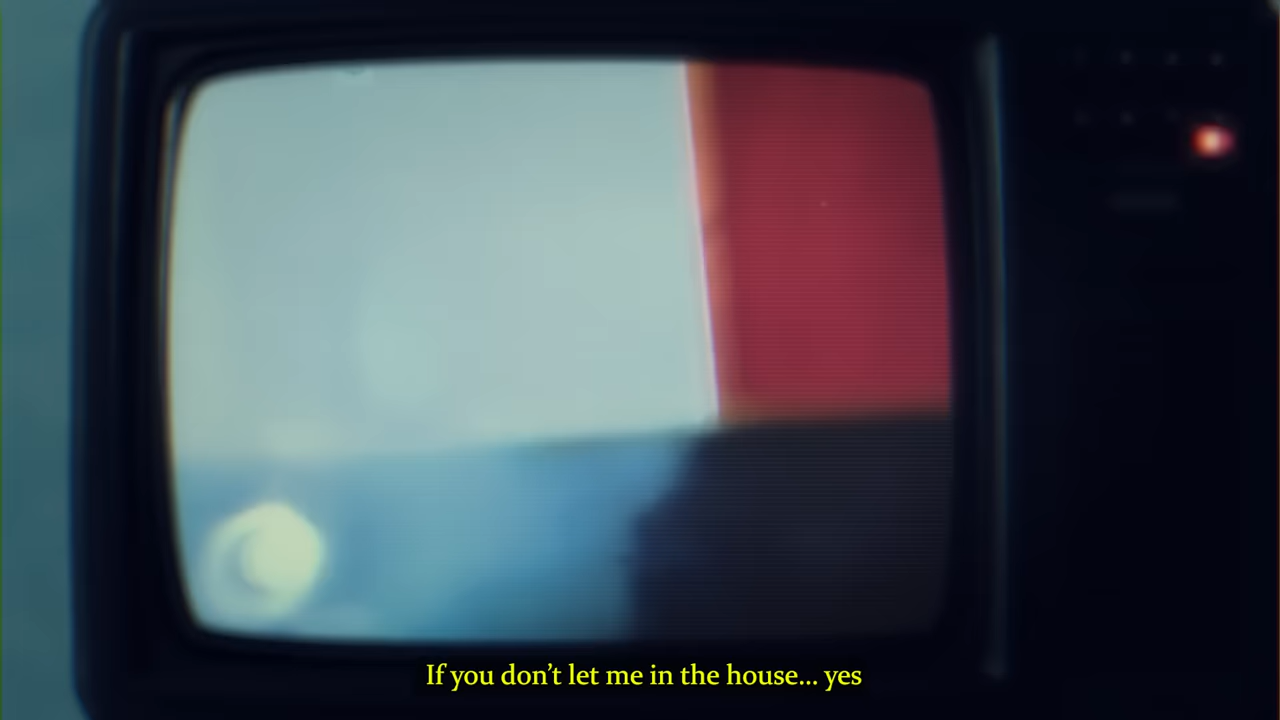 If you don’t let me in the house... yes